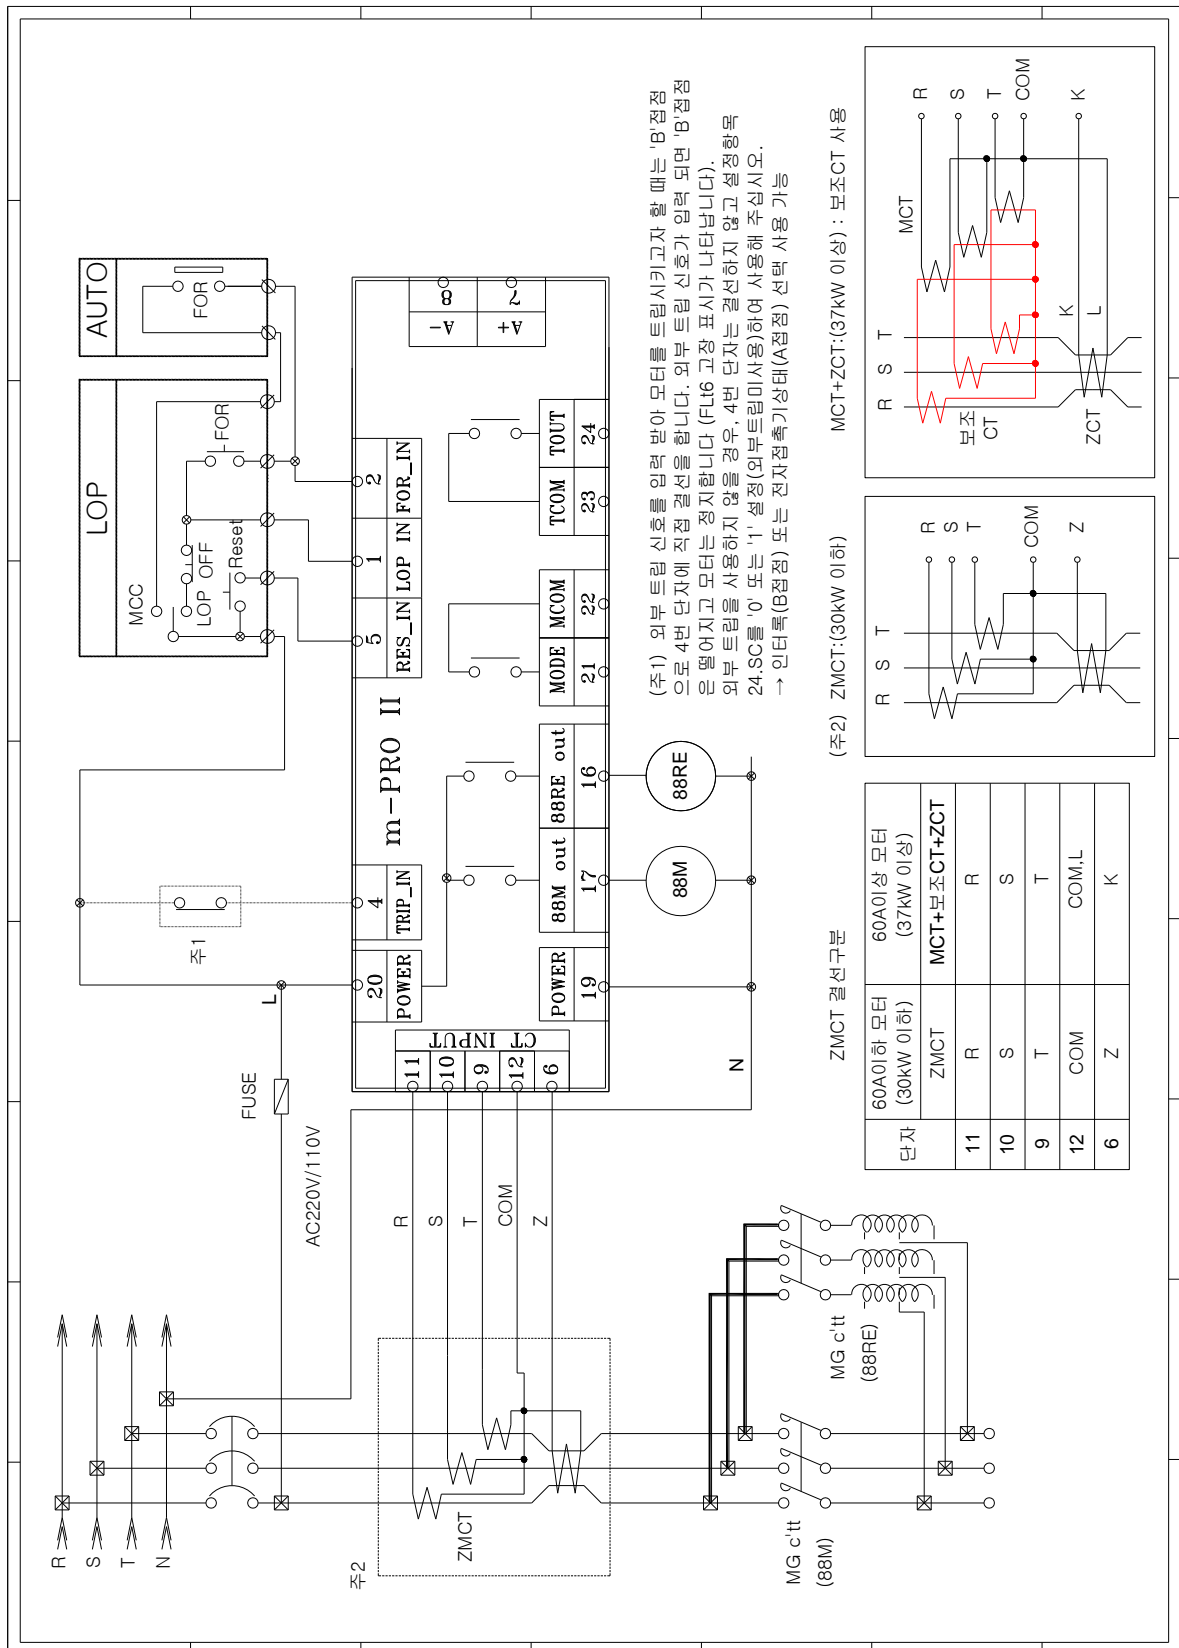 R
S
T
N
FUSE
L
AC220V/110V
주1
LOP
MCC
LOP
OFF
FOR
Reset
AUTO
FOR
20
POWER
4
TRIP_IN
m-PRO II
5
RES_IN
1
LOP IN
2
FOR_IN
A-
8
A+
7
CT INPUT
11
10
9
12
6
POWER
19
88M out
17
88RE out
16
MODE
21
MCOM
22
TCOM
23
TOUT
24
R
S
T
COM
Z
주2
ZMCT
88M
88RE
N
MG c'tt
(88M)
MG c'tt
(88RE)
(주1) 외부 트립 신호를 입력 받아 모터를 트립시키고자 할 때는 'B'접점
으로 4번 단자에 직접 결선을 합니다. 외부 트립 신호가 입력 되면 'B'접점
은 떨어지고 모터는 정지합니다 (FLt6 고장 표시가 나타납니다).
외부 트립을 사용하지 않을 경우, 4번 단자는 결선하지 않고 설정항목
24.SC를 '0' 또는 '1' 설정(외부트립미사용)하여 사용해 주십시오.
→ 인터록(B접점) 또는 전자접촉기상태(A접점) 선택 사용 가능
ZMCT 결선구분
단자
60A이하 모터
(30kW 이하)
60A이상 모터
(37kW 이상)
ZMCT
MCT+보조CT+ZCT
11 R R
10 S S
9 T T
12 COM COM,L
6 Z K
(주2) ZMCT:(30kW 이하)
R
S
T
R
S
T
COM
Z
MCT+ZCT:(37kW 이상) : 보조CT 사용
R
S
T
보조
CT
MCT
ZCT
K
L
R
S
T
COM
K